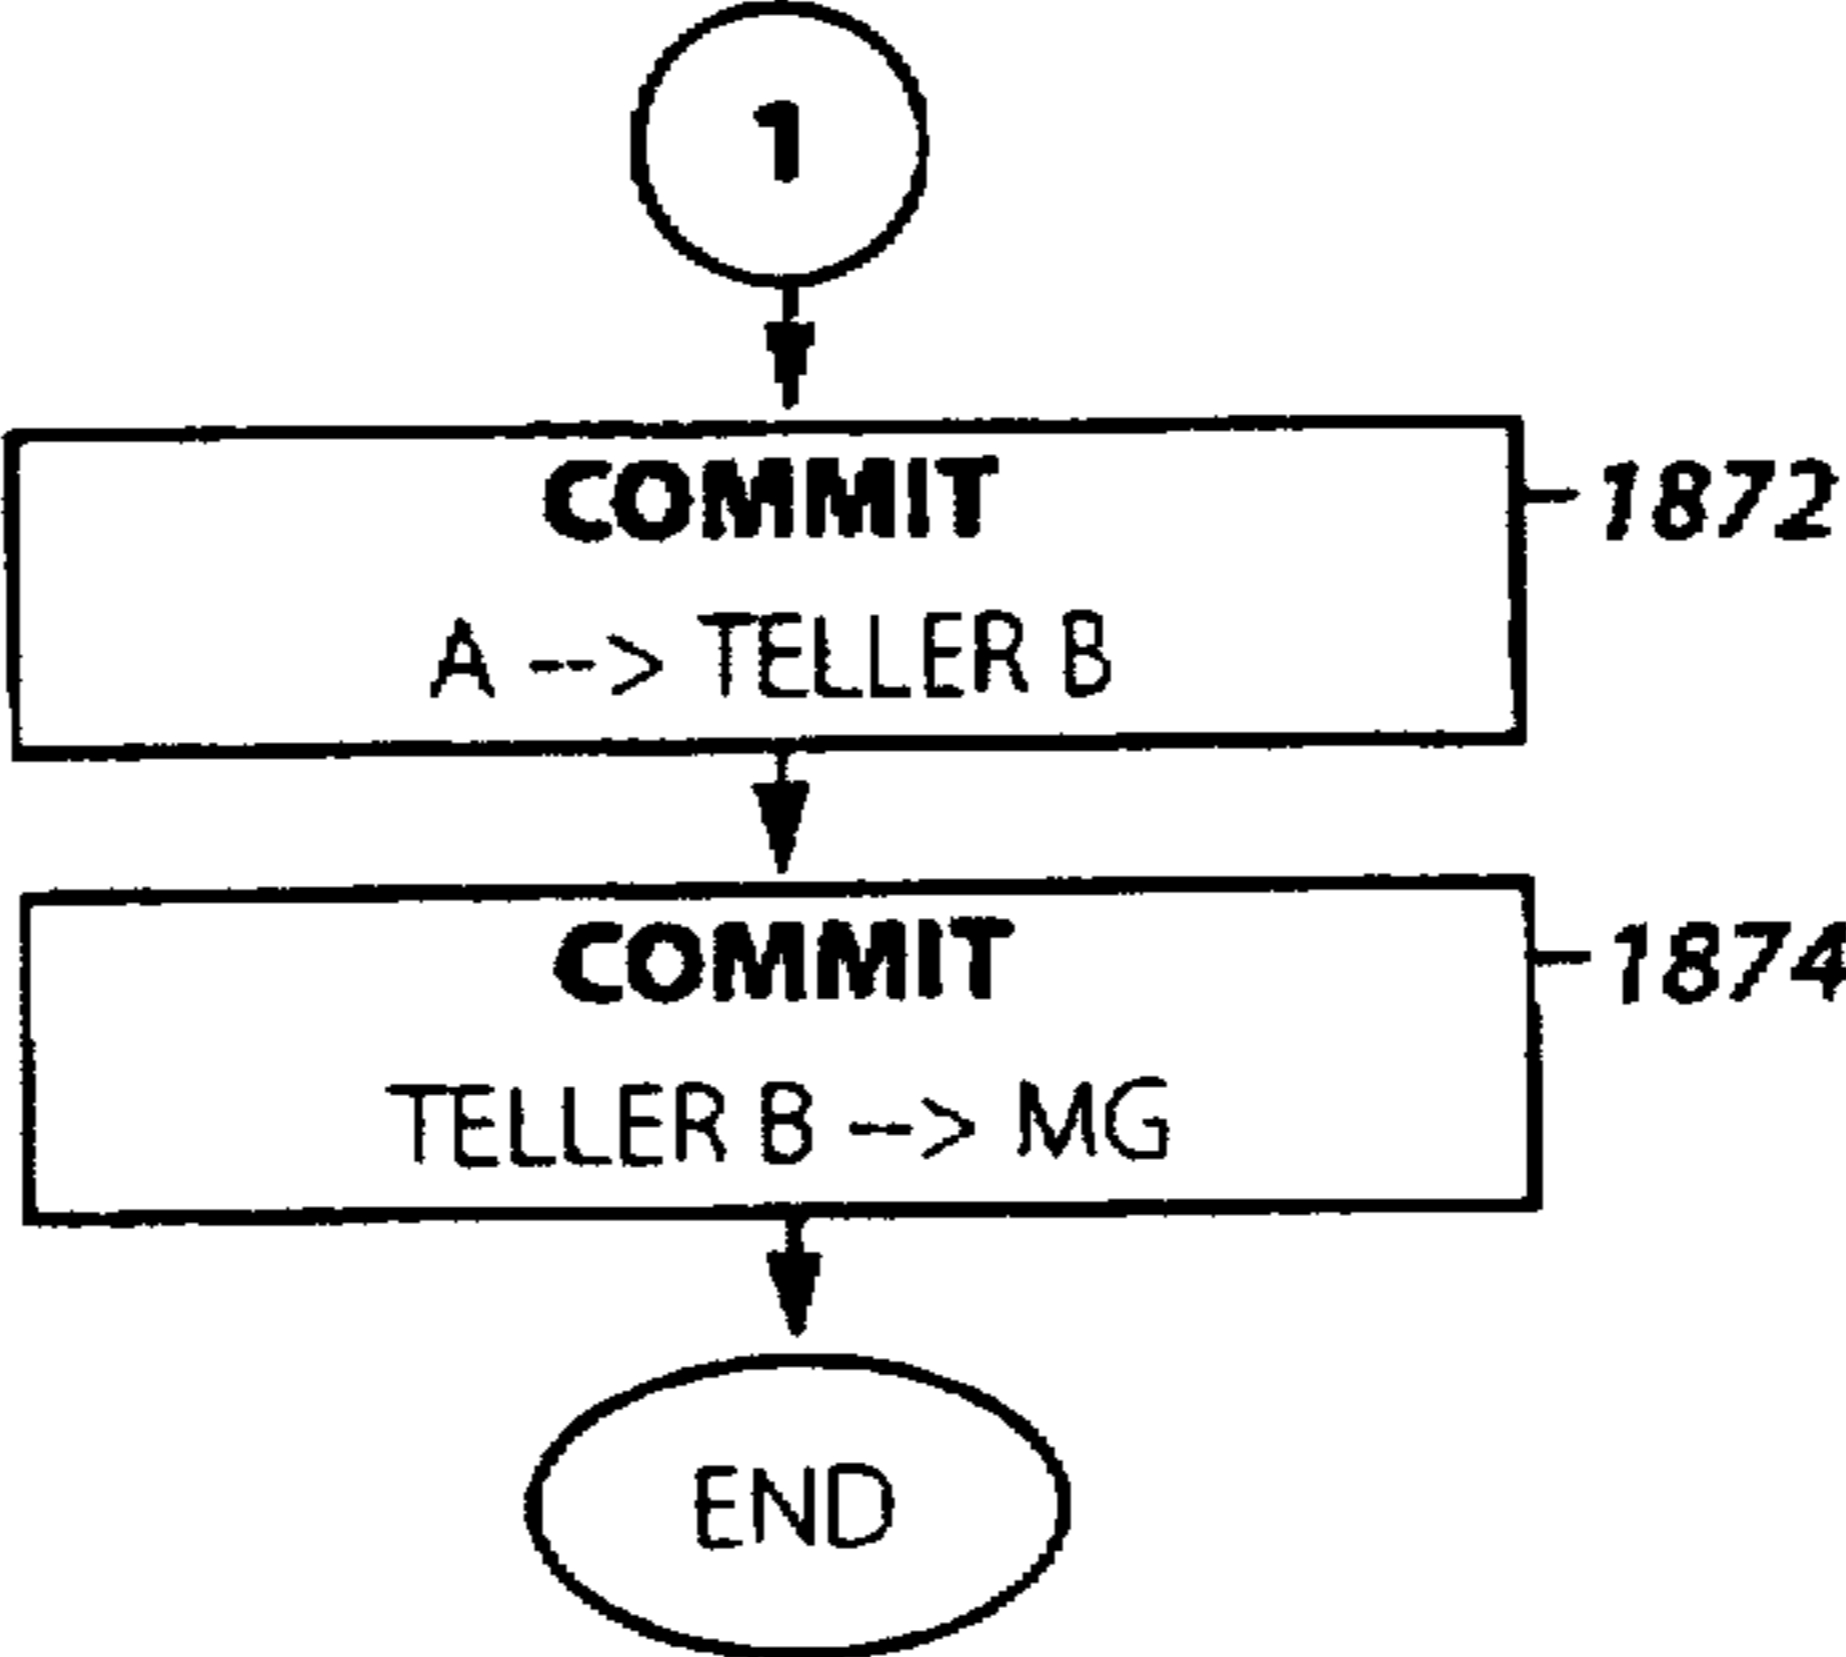 1
COMMIT
1872
A --> TELLER B
COMMIT
1874
TELLER B --> MG
END